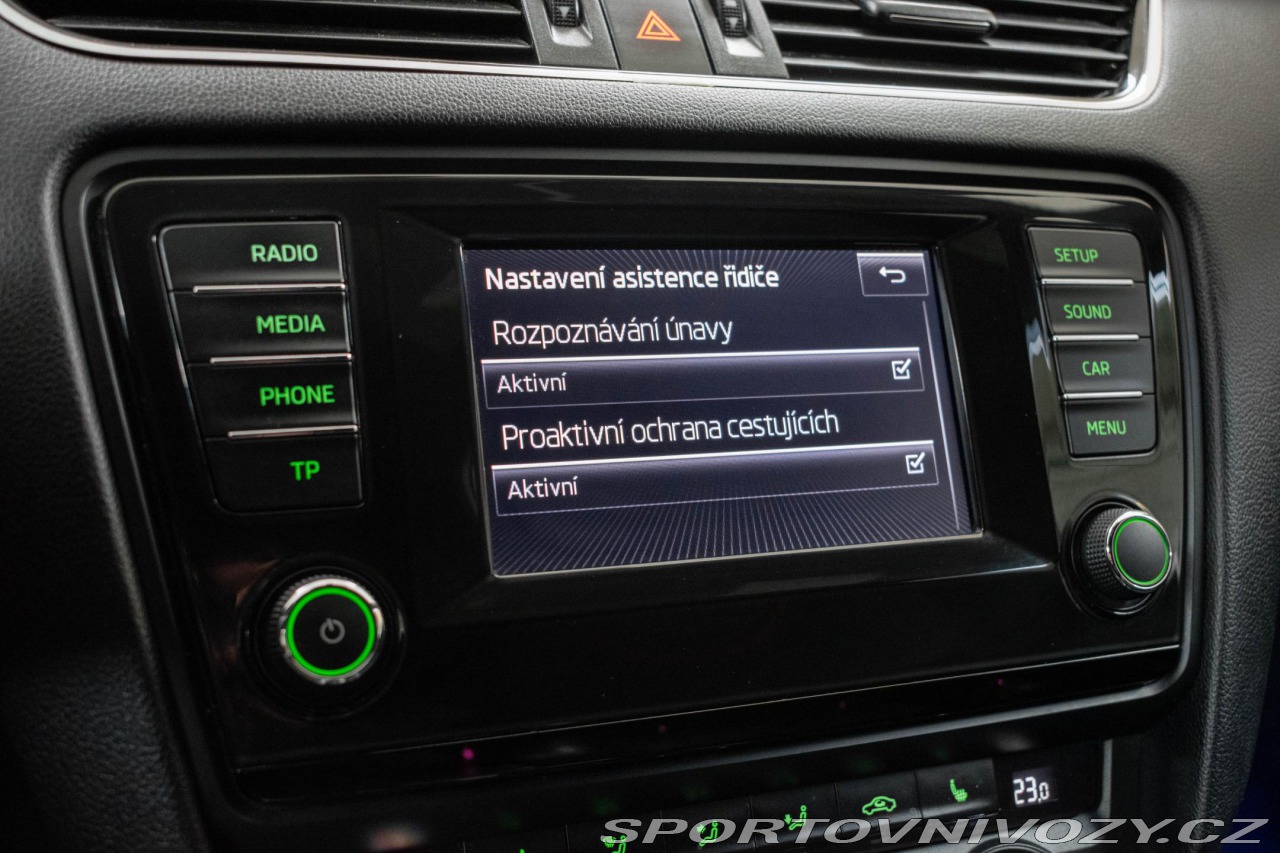 RADIO
MEDIA
PHONE
TP
Nastavení asistence řidiče
Rozpoznávání únavy
Aktivní
Proaktivní ochrana cestujících
Aktivní
SETUP
SOUND
CAR
MENU
23,0
SPORTOVNIVOZY.CZ